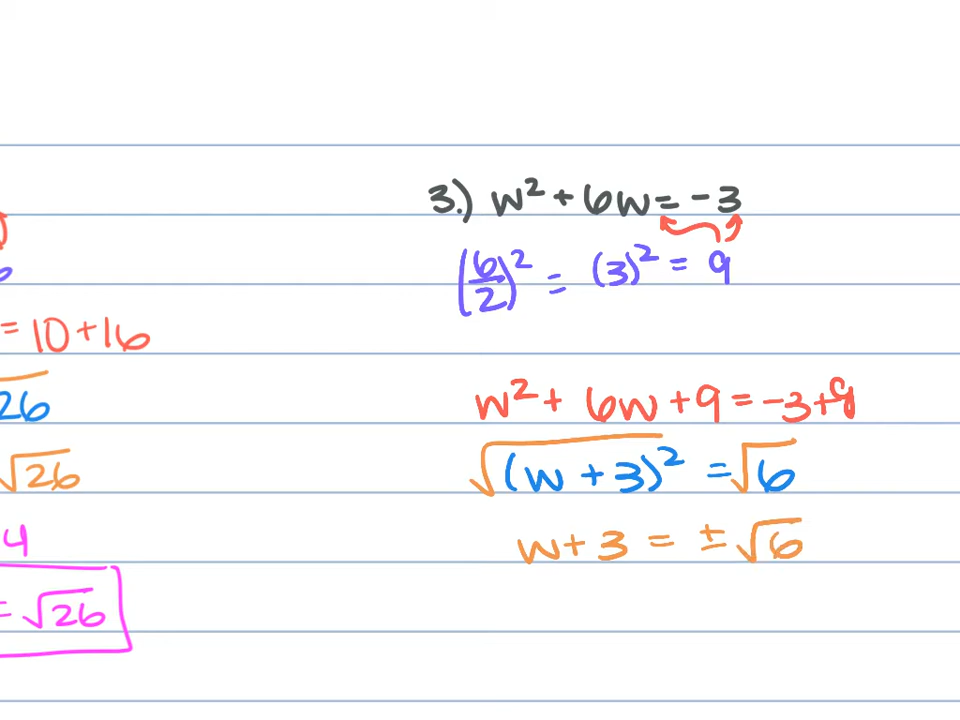 = 10 + 16
26
√26
4
= √26
3.) w² + 6w = -3
(6/2)² = (3)² = 9
w² + 6w + 9 = -3 + 9
√(w + 3)² = √6
w + 3 = ± √6